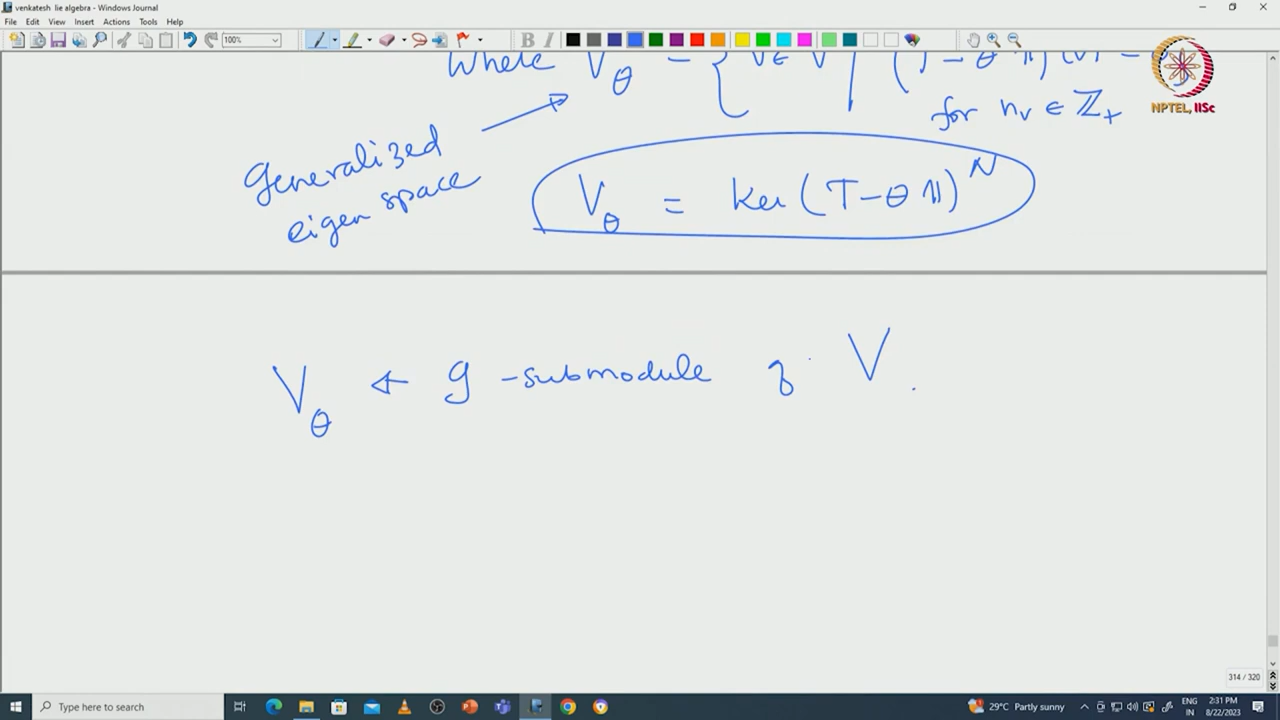 venkatesh lie algebra - Windows Journal
File Edit View Insert Actions Tools Help
100%
B I
Where V_θ = { v ∈ V | (T - θ 𝟙)
for n_v ∈ ℤ_+
NPTEL, IISc
Generalized
eigen space
V_θ = ker (T - θ 𝟙)^N
V_θ ← g - submodule of V.
314 / 320
Type here to search
29°C Partly sunny
ENG
IN
2:31 PM
8/22/2023